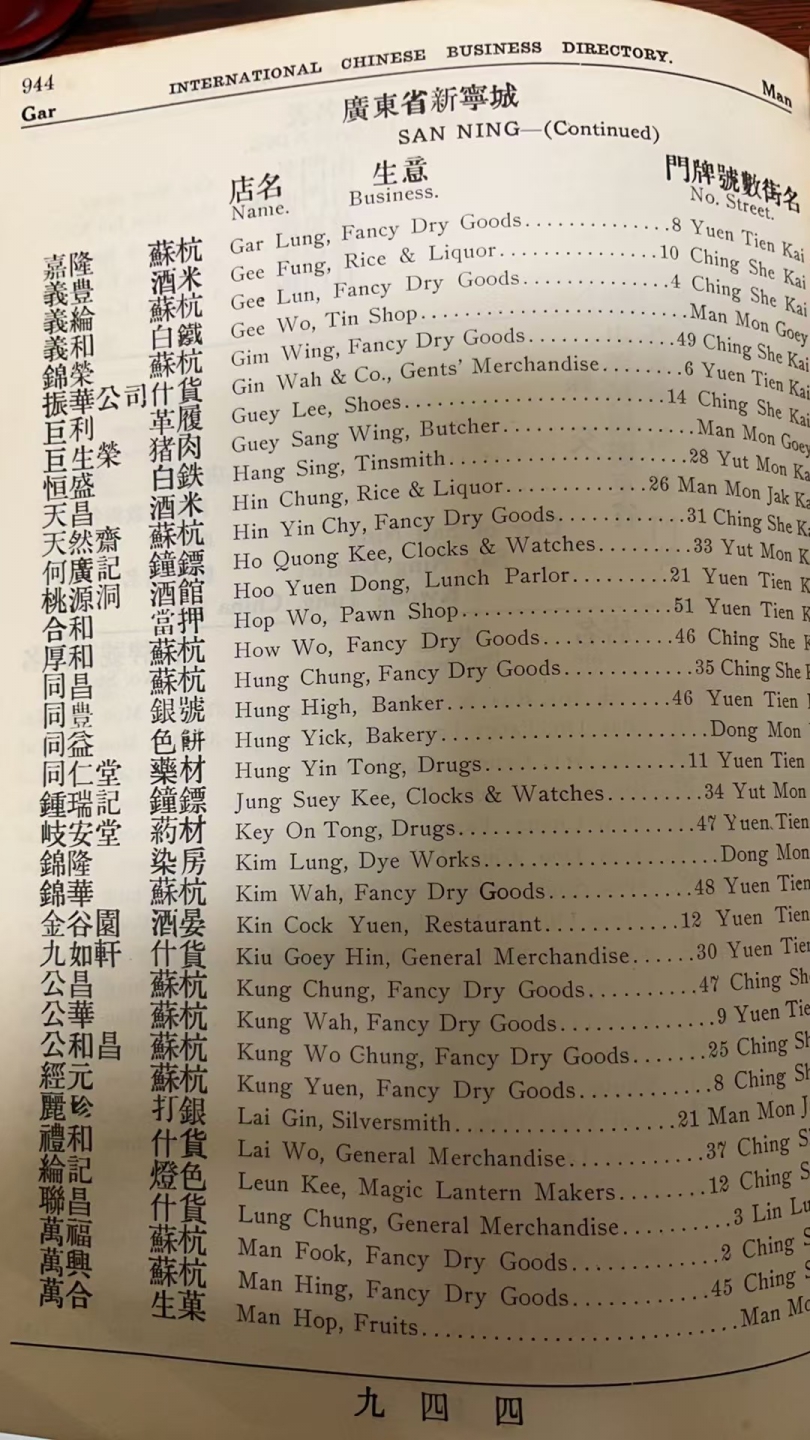 944 INTERNATIONAL CHINESE BUSINESS DIRECTORY.
Gar Man
廣東省新寧城
SAN NING—(Continued)
店名 生意 門牌號數街名
Name. Business. No. Street.
嘉隆 蘇杭 Gar Lung, Fancy Dry Goods..............8 Yuen Tien Kai
義豐 酒米 Gee Fung, Rice & Liquor...............10 Ching She Kai
義綸 蘇杭 Gee Lun, Fancy Dry Goods..............4 Ching She Kai
義和 白鐵 Gee Wo, Tin Shop.........................Man Mon Goey
錦榮 蘇杭 Gim Wing, Fancy Dry Goods..............49 Ching She Kai
振華公司 什貨 Gin Wah & Co., Gents' Merchandise........6 Yuen Tien Kai
巨利 革履 Guey Lee, Shoes.........................14 Ching She Kai
巨生榮 猪肉 Guey Sang Wing, Butcher..................Man Mon Goey
恒盛 白鉄 Hang Sing, Tinsmith.......................28 Yut Mon Ka
天昌 酒米 Hin Chung, Rice & Liquor.............26 Man Mon Jak Ka
天然齋 蘇杭 Hin Yin Chy, Fancy Dry Goods............31 Ching She Ka
何廣記 鐘鏢 Ho Quong Kee, Clocks & Watches.........33 Yut Mon K
桃源洞 酒館 Hoo Yuen Dong, Lunch Parlor.........21 Yuen Tien K
合和 當押 Hop Wo, Pawn Shop....................51 Yuen Tien K
厚和 蘇杭 How Wo, Fancy Dry Goods.............46 Ching She K
同昌 蘇杭 Hung Chung, Fancy Dry Goods............35 Ching She
同豐 銀號 Hung High, Banker.....................46 Yuen Tien
同益 色餅 Hung Yick, Bakery.........................Dong Mon
同仁堂 藥材 Hung Yin Tong, Drugs...................11 Yuen Tien
鍾瑞記 鐘鏢 Jung Suey Kee, Clocks & Watches.........34 Yut Mon
岐安堂 葯材 Key On Tong, Drugs......................47 Yuen Tien
錦隆 染房 Kim Lung, Dye Works.....................Dong Mon
錦華 蘇杭 Kim Wah, Fancy Dry Goods............48 Yuen Tien
金谷園 酒晏 Kin Cock Yuen, Restaurant............12 Yuen Tien
九如軒 什貨 Kiu Goey Hin, General Merchandise......30 Yuen Tien
公昌 蘇杭 Kung Chung, Fancy Dry Goods..........47 Ching She
公華 蘇杭 Kung Wah, Fancy Dry Goods..............9 Yuen Tie
公和昌 蘇杭 Kung Wo Chung, Fancy Dry Goods.......25 Ching Sh
經元 蘇杭 Kung Yuen, Fancy Dry Goods............8 Ching Sh
麗珍 打銀 Lai Gin, Silversmith....................21 Man Mon J
禮和 什貨 Lai Wo, General Merchandise............37 Ching S
綸記 燈色 Leun Kee, Magic Lantern Makers........12 Ching S
聯昌 什貨 Lung Chung, General Merchandise..........3 Lin Lu
萬福 蘇杭 Man Fook, Fancy Dry Goods.............2 Ching S
萬興 蘇杭 Man Hing, Fancy Dry Goods............45 Ching S
萬合 生菓 Man Hop, Fruits............................Man Mo
九四四